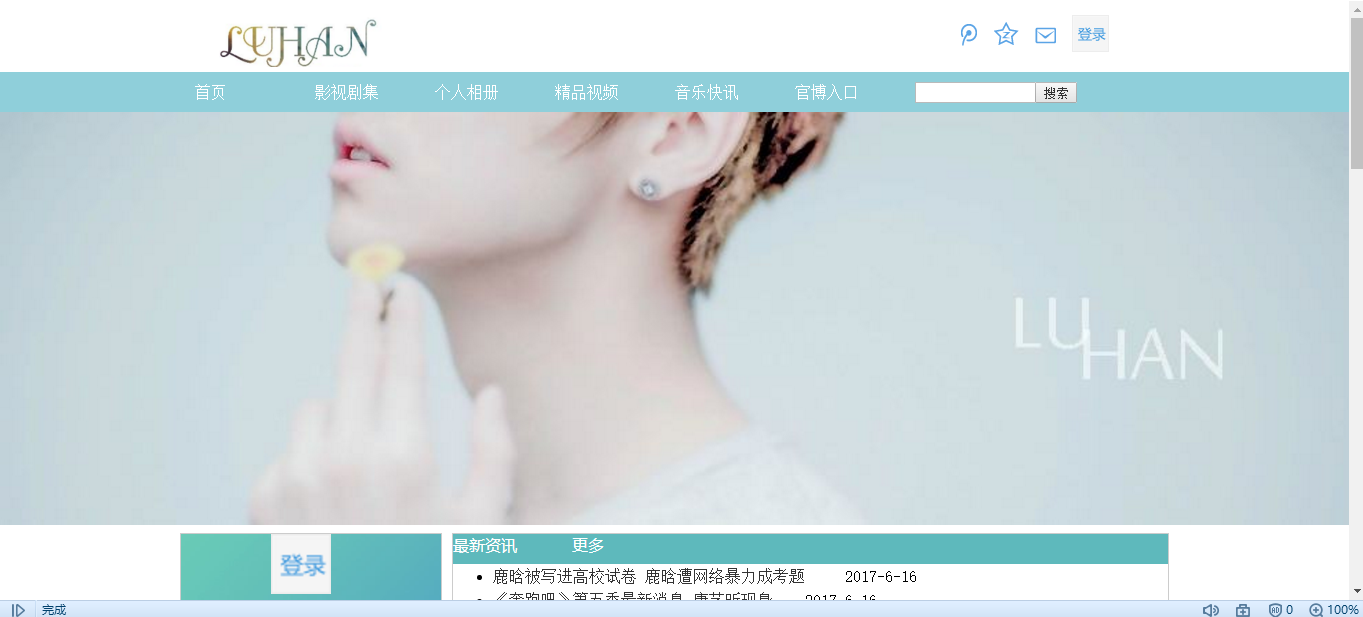 LUHAN
登录
首页 影视剧集 个人相册 精品视频 音乐快讯 官博入口 搜索
LU
HAN
登录
最新资讯 更多
鹿晗被写进高校试卷 鹿晗遭网络暴力成考题 2017-6-16
《奔跑吧》第五季最新消息 康艺昕现身 2017-6-16
完成 0 100%